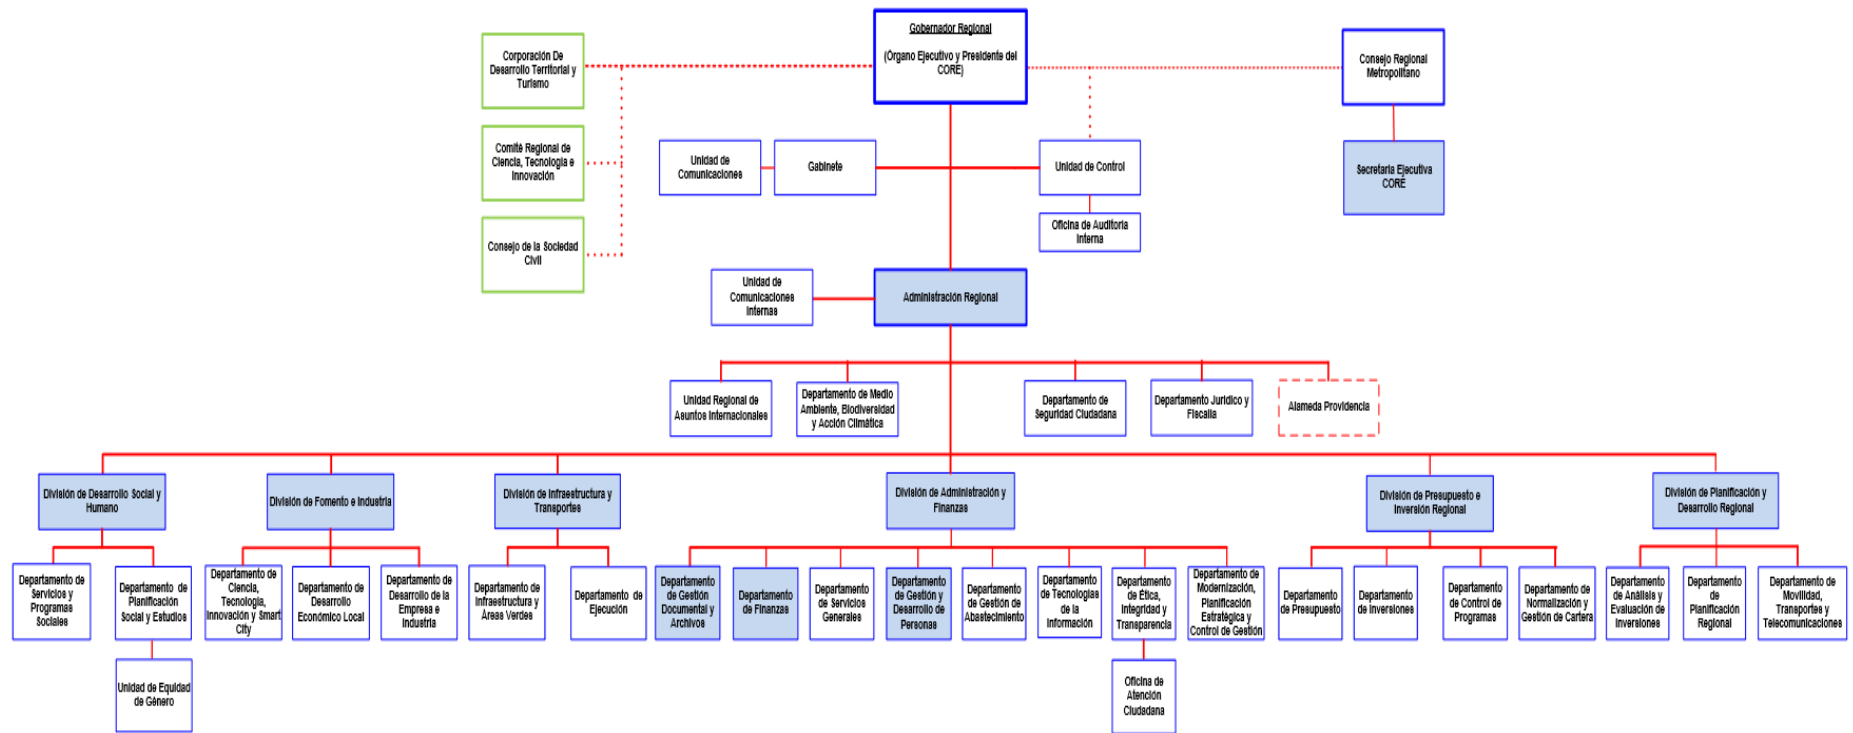 Gobernador Regional
(Órgano Ejecutivo y Presidente del
CORE)
Corporación De
Desarrollo Territorial y
Turismo
Consejo Regional
Metropolitano
Comité Regional de
Ciencia, Tecnología e
Innovación
Unidad de
Comunicaciones
Gabinete
Unidad de Control
Secretaria Ejecutiva
CORE
Consejo de la Sociedad
Civil
Oficina de Auditoría
Interna
Unidad de
Comunicaciones
Internas
Administración Regional
Unidad Regional de
Asuntos Internacionales
Departamento de Medio
Ambiente, Biodiversidad
y Acción Climática
Departamento de
Seguridad Ciudadana
Departamento Jurídico y
Fiscalía
Alameda Providencia
División de Desarrollo Social y
Humano
División de Fomento e Industria
División de Infraestructura y
Transportes
División de Administración y
Finanzas
División de Presupuesto e
Inversión Regional
División de Planificación y
Desarrollo Regional
Departamento de
Servicios y
Programas
Sociales
Departamento de
Planificación
Social y Estudios
Departamento de
Ciencia,
Tecnología,
Innovación y Smart
City
Departamento de
Desarrollo
Económico Local
Departamento de
Desarrollo de la
Empresa e
Industria
Departamento de
Infraestructura y
Áreas Verdes
Departamento de
Ejecución
Departamento
de Gestión
Documental y
Archivos
Departamento
de Finanzas
Departamento
de Servicios
Generales
Departamento
de Gestión y
Desarrollo de
Personas
Departamento
de Gestión de
Abastecimiento
Departamento
de Tecnologías
de la
Información
Departamento
de Ética,
Integridad y
Transparencia
Departamento de
Modernización,
Planificación
Estratégica y
Control de Gestión
Departamento
de Presupuesto
Departamento
de Inversiones
Departamento
de Control de
Programas
Departamento de
Normalización y
Gestión de Cartera
Departamento
de Análisis y
Evaluación de
Inversiones
Departamento
de
Planificación
Regional
Departamento de
Movilidad,
Transportes y
Telecomunicaciones
Unidad de Equidad
de Género
Oficina de
Atención
Ciudadana